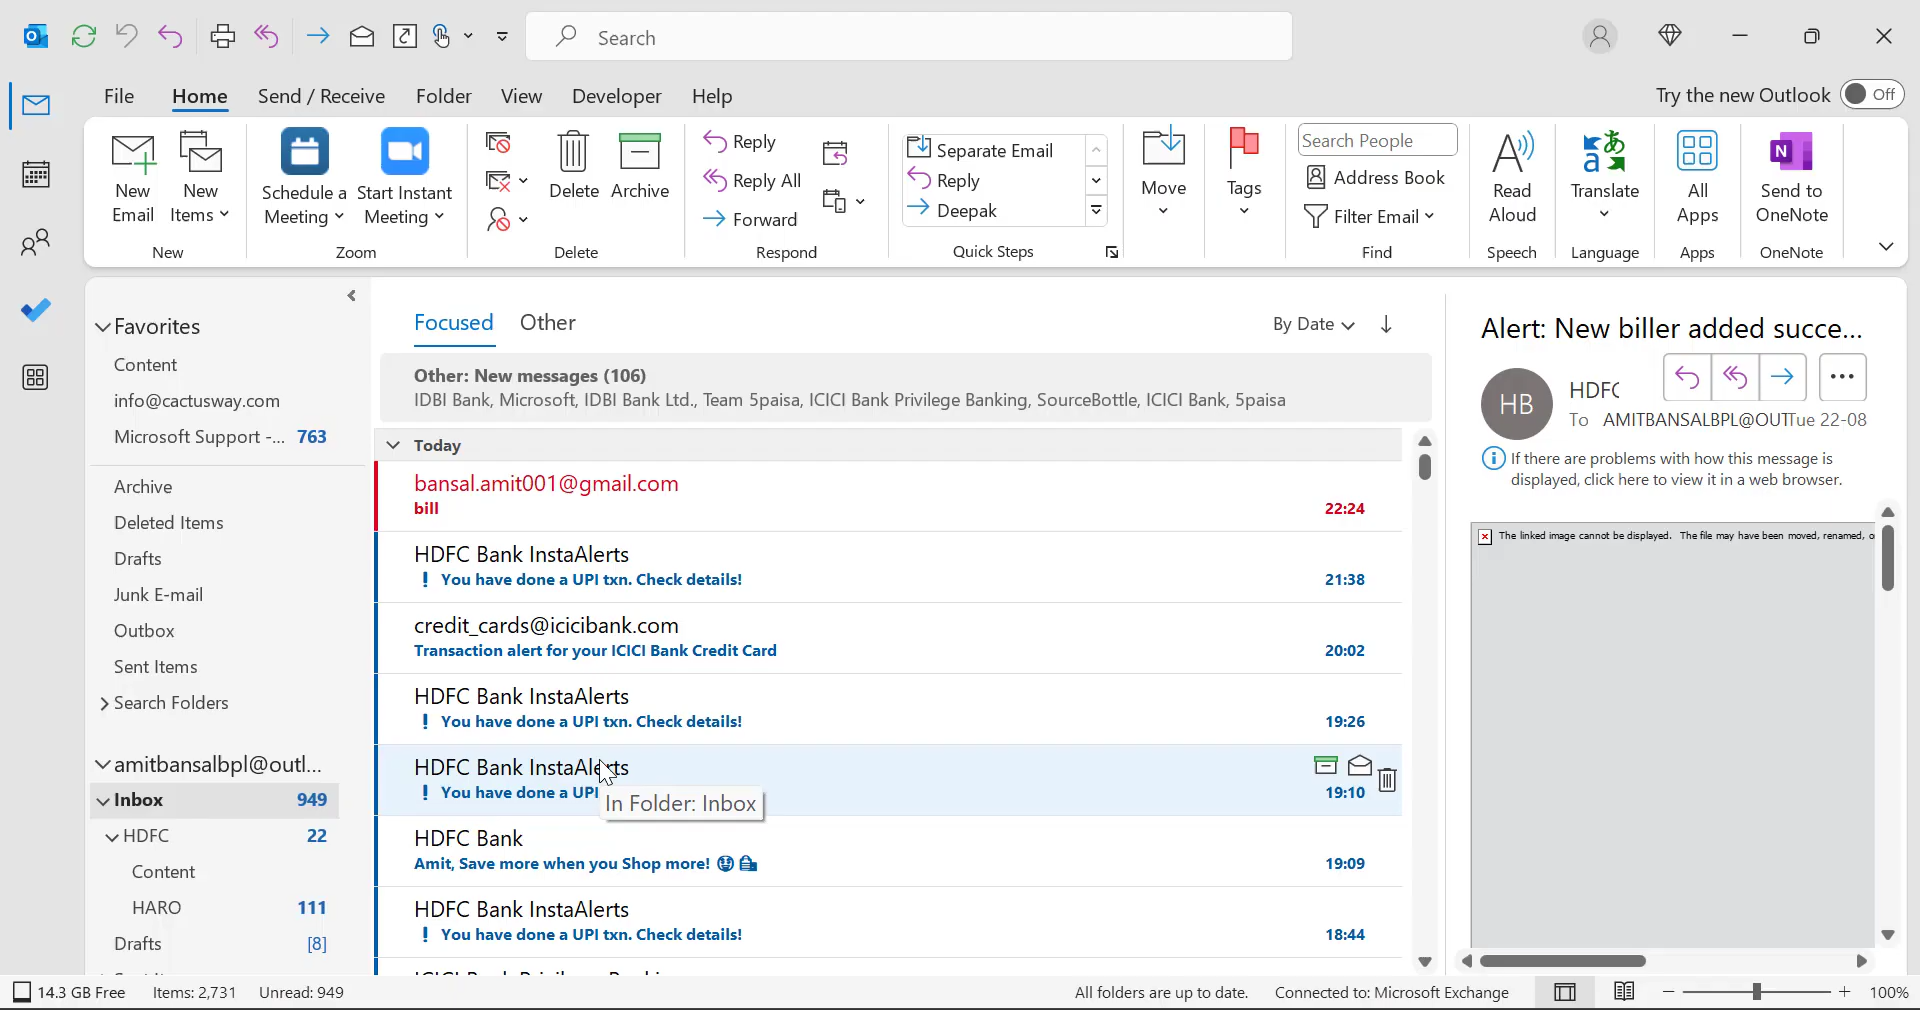 Search
File Home Send / Receive Folder View Developer Help
Try the new Outlook Off
New Email
New Items
New
Schedule a Meeting
Start Instant Meeting
Zoom
Delete
Archive
Delete
Reply
Reply All
Forward
Respond
Separate Email
Reply
Deepak
Quick Steps
Move
Tags
Search People
Address Book
Filter Email
Find
Read Aloud
Speech
Translate
Language
All Apps
Apps
Send to OneNote
OneNote
Favorites
Content
info@cactusway.com
Microsoft Support -... 763
Archive
Deleted Items
Drafts
Junk E-mail
Outbox
Sent Items
Search Folders
amitbansalbpl@outl...
Inbox 949
HDFC 22
Content
HARO 111
Drafts [8]
Focused Other By Date
Other: New messages (106)
IDBI Bank, Microsoft, IDBI Bank Ltd., Team 5paisa, ICICI Bank Privilege Banking, SourceBottle, ICICI Bank, 5paisa
Today
bansal.amit001@gmail.com
bill 22:24
HDFC Bank InstaAlerts
! You have done a UPI txn. Check details! 21:38
credit_cards@icicibank.com
Transaction alert for your ICICI Bank Credit Card 20:02
HDFC Bank InstaAlerts
! You have done a UPI txn. Check details! 19:26
HDFC Bank InstaAlerts
! You have done a UPI 19:10
In Folder: Inbox
HDFC Bank
Amit, Save more when you Shop more! 19:09
HDFC Bank InstaAlerts
! You have done a UPI txn. Check details! 18:44
Alert: New biller added succe...
HB
HDFC
To AMITBANSALBPL@OUT Tue 22-08
If there are problems with how this message is
displayed, click here to view it in a web browser.
The linked image cannot be displayed. The file may have been moved, renamed, o
14.3 GB Free Items: 2,731 Unread: 949 All folders are up to date. Connected to: Microsoft Exchange 100%